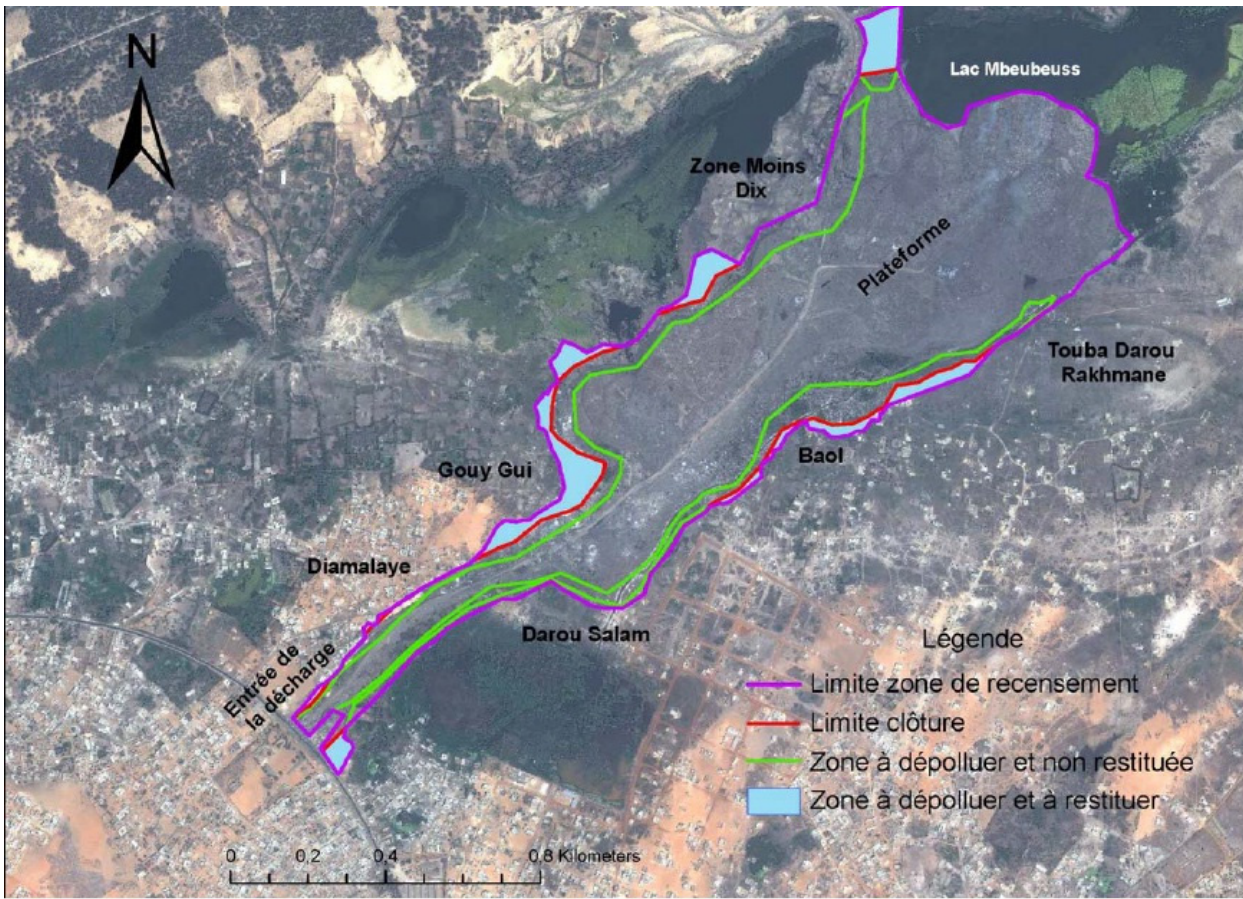 N
Lac Mbeubeuss
Zone Moins
Dix
Plateforme
Touba Darou
Rakhmane
Baol
Gouy Gui
Diamalaye
Darou Salam
Entrée de
la décharge
Légende
Limite zone de recensement
Limite clôture
Zone à dépolluer et non restituée
Zone à dépolluer et à restituer
0 0,2 0,4 0,8 Kilometers